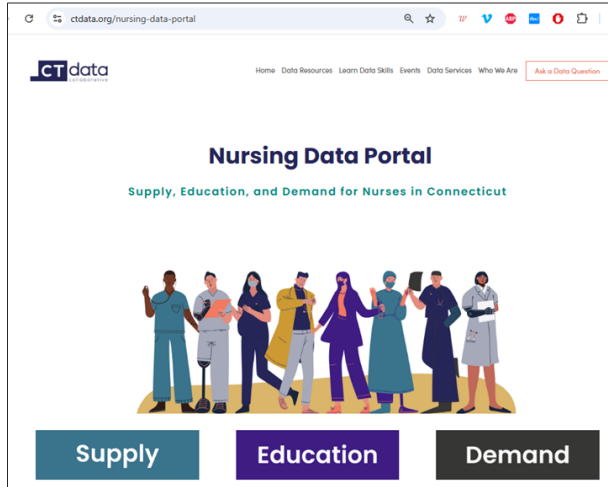 ctdata.org/nursing-data-portal
ABP
CT data
COLLABORATIVE
Home Data Resources Learn Data Skills Events Data Services Who We Are Ask a Data Question
Nursing Data Portal
Supply, Education, and Demand for Nurses in Connecticut
Supply Education Demand